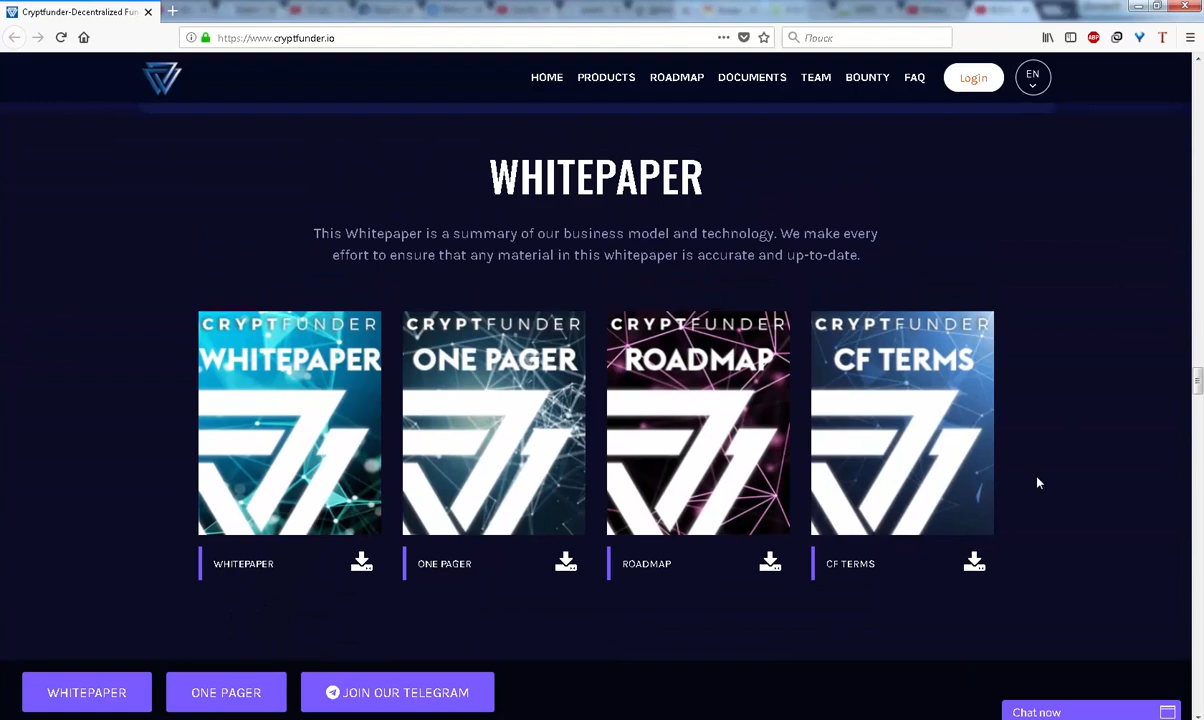 Cryptfunder-Decentralized Fun
https://www.cryptfunder.io
Поиск
ABP
T
HOME PRODUCTS ROADMAP DOCUMENTS TEAM BOUNTY FAQ Login EN
WHITEPAPER
This Whitepaper is a summary of our business model and technology. We make every
effort to ensure that any material in this whitepaper is accurate and up-to-date.
CRYPTFUNDER
WHITEPAPER
CRYPTFUNDER
ONE PAGER
CRYPTFUNDER
ROADMAP
CRYPTFUNDER
CF TERMS
WHITEPAPER
ONE PAGER
ROADMAP
CF TERMS
WHITEPAPER
ONE PAGER
JOIN OUR TELEGRAM
Chat now